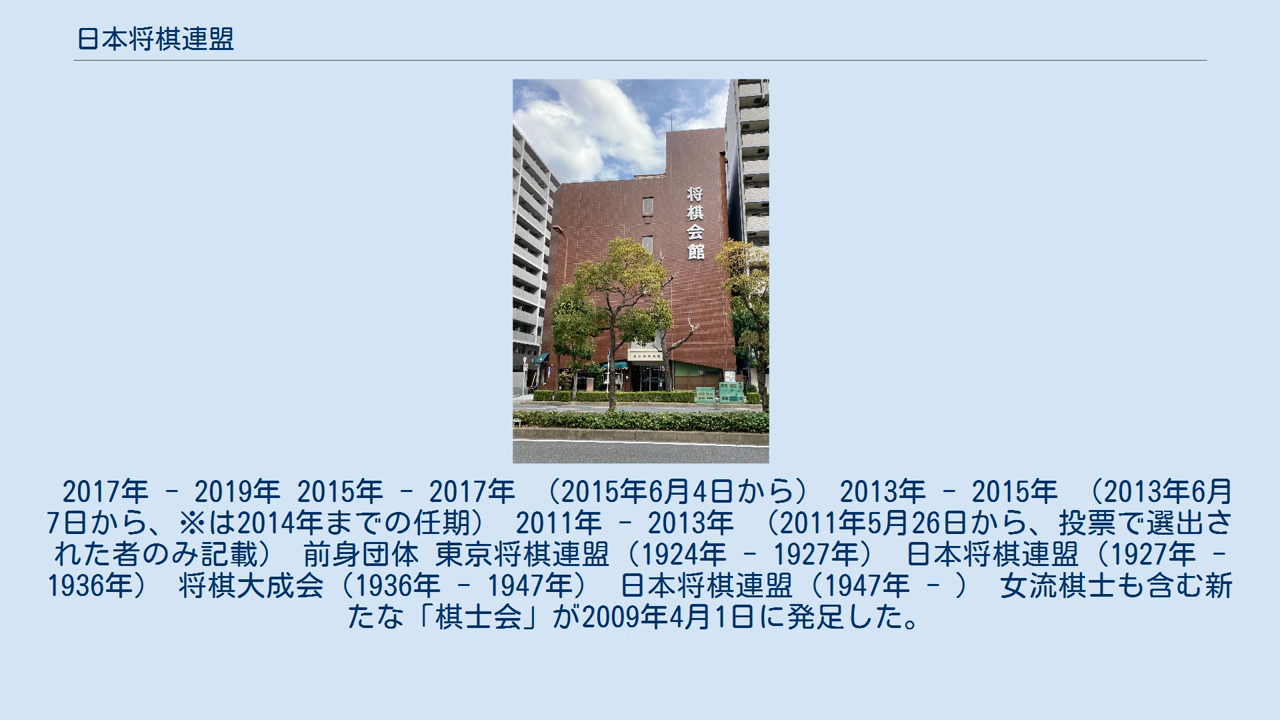 日本将棋連盟
将棋会館
2017年 − 2019年 2015年 − 2017年 （2015年6月4日から） 2013年 − 2015年 （2013年6月
7日から、※は2014年までの任期） 2011年 − 2013年 （2011年5月26日から、投票で選出さ
れた者のみ記載） 前身団体 東京将棋連盟（1924年 − 1927年） 日本将棋連盟（1927年 −
1936年） 将棋大成会（1936年 − 1947年） 日本将棋連盟（1947年 − ） 女流棋士も含む新
たな「棋士会」が2009年4月1日に発足した。